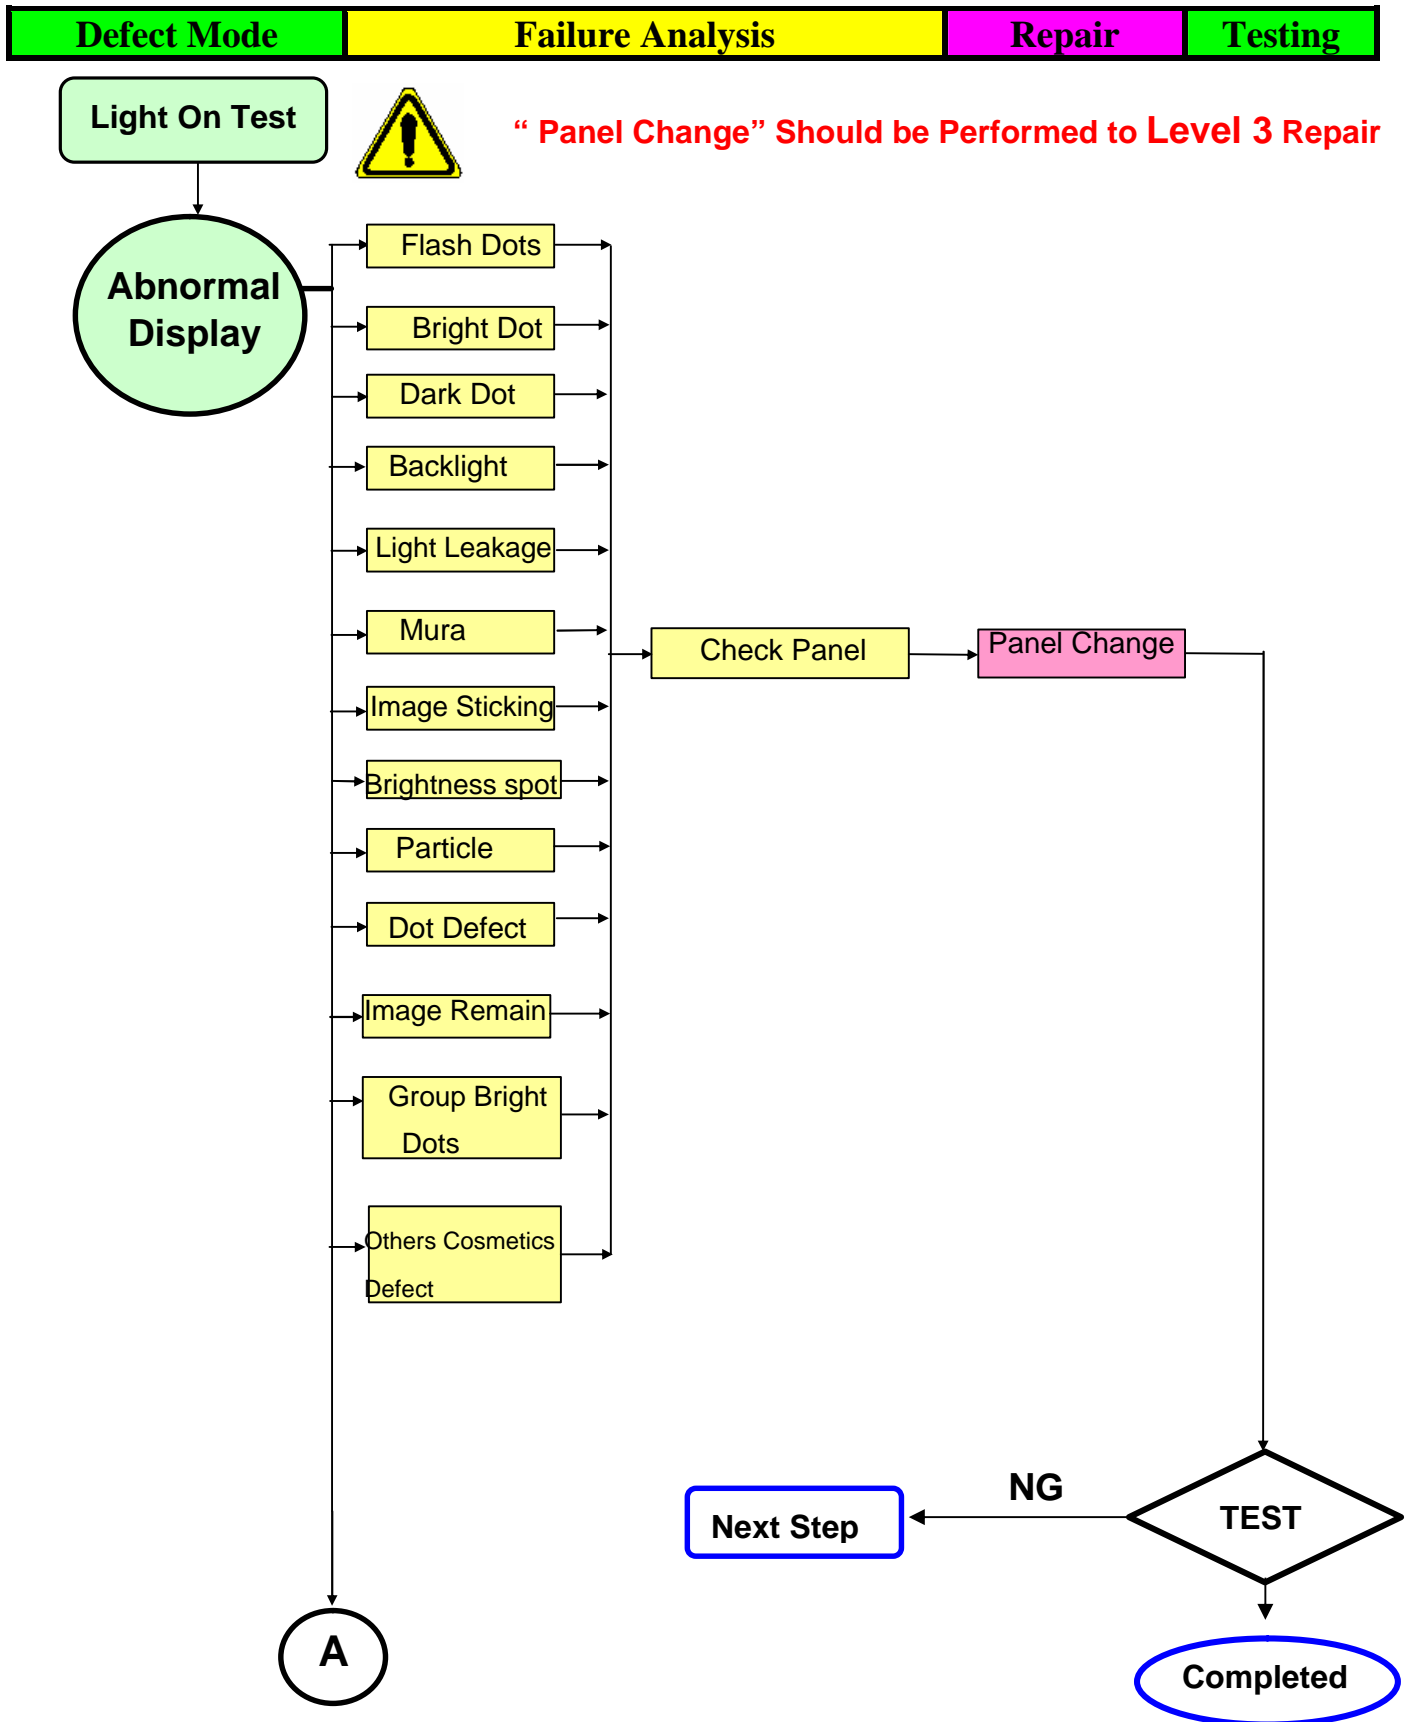 Defect Mode Failure Analysis Repair Testing
Light On Test
“ Panel Change” Should be Performed to Level 3 Repair
Abnormal
Display
Flash Dots
Bright Dot
Dark Dot
Backlight
Light Leakage
Mura
Check Panel
Panel Change
Image Sticking
Brightness spot
Particle
Dot Defect
Image Remain
Group Bright
Dots
Others Cosmetics
Defect
NG
Next Step
TEST
A
Completed